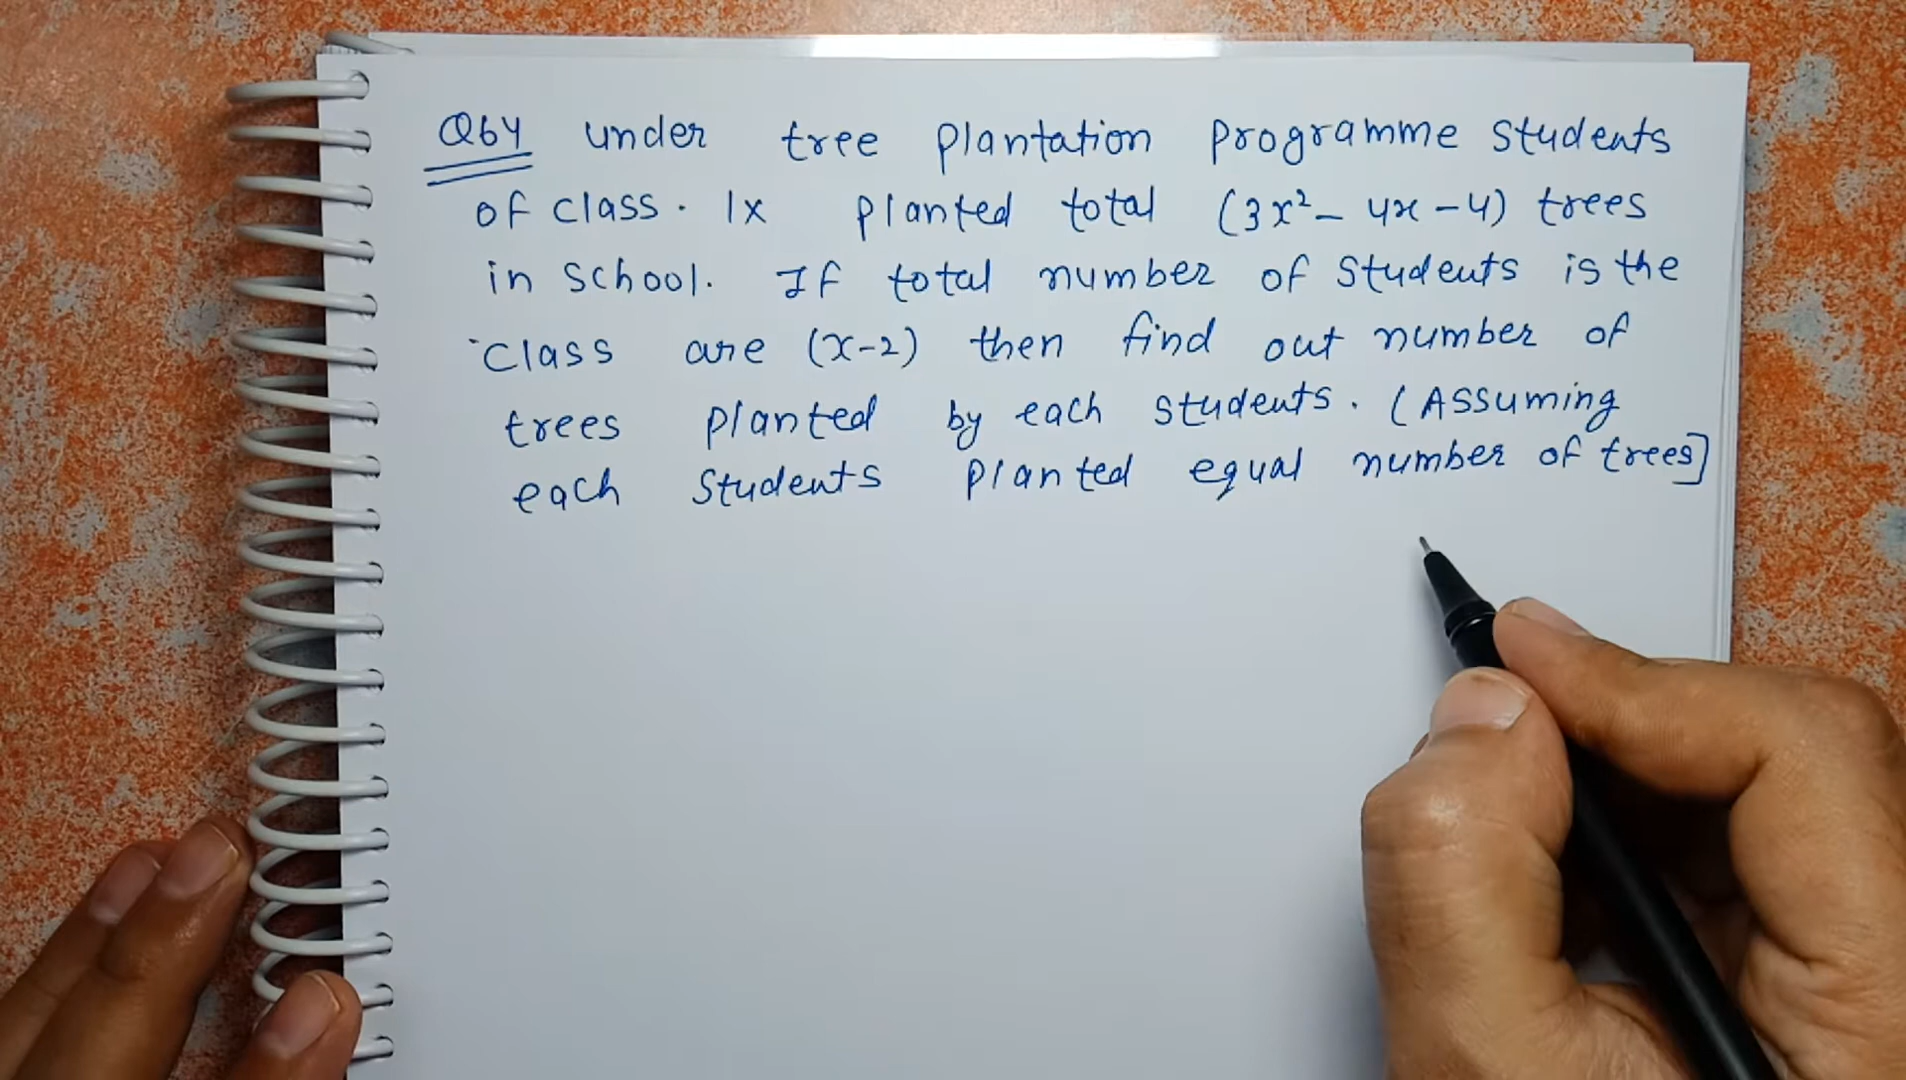 Q64 under tree plantation programme students
of class. 1x planted total (3x²- 4x -4) trees
in school. If total number of students is the
class are (x-2) then find out number of
trees planted by each students. (Assuming
each students planted equal number of trees]